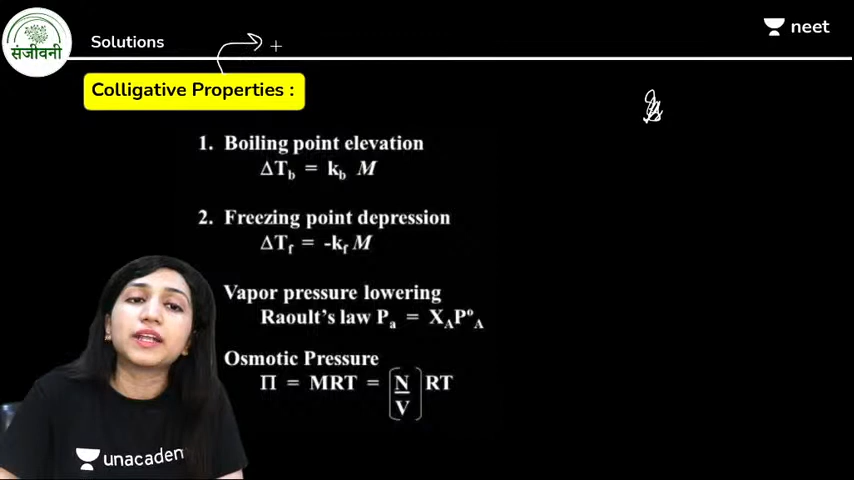 संजीवनी
Solutions
neet
+
Colligative Properties :
1. Boiling point elevation
ΔT_b = k_b M
2. Freezing point depression
ΔT_f = -k_f M
Vapor pressure lowering
Raoult's law P_a = X_A P°_A
Osmotic Pressure
Π = MRT = [N/V] RT
unacadem